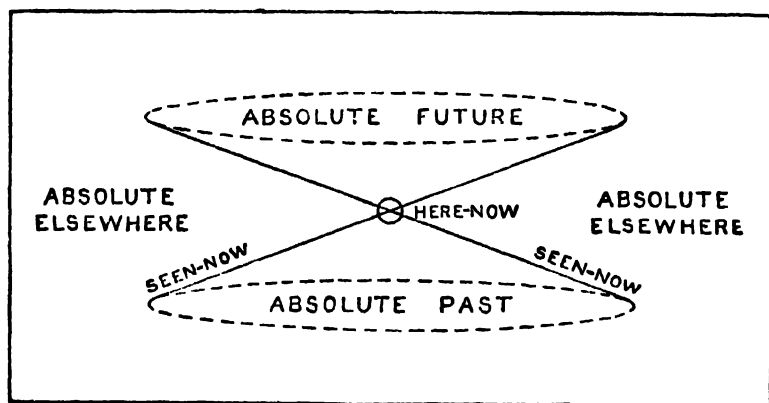 ABSOLUTE FUTURE
ABSOLUTE
ELSEWHERE
HERE-NOW
ABSOLUTE
ELSEWHERE
SEEN-NOW
SEEN-NOW
ABSOLUTE PAST